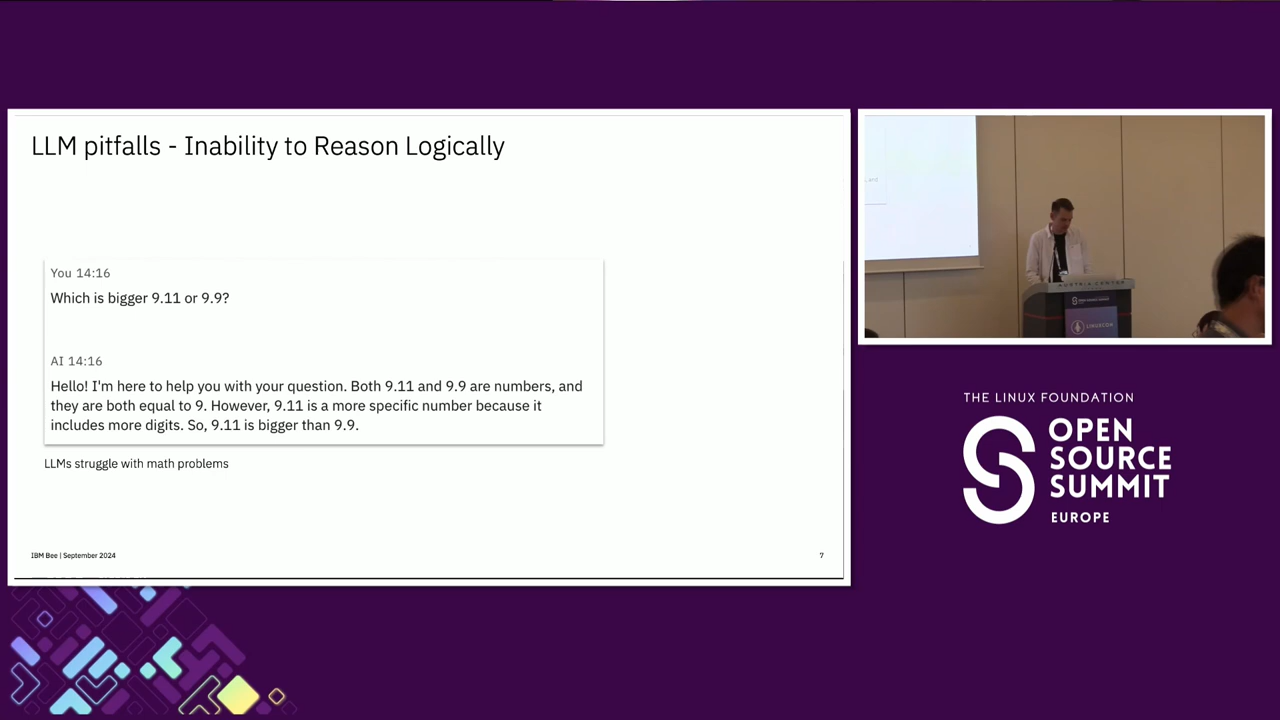 LLM pitfalls - Inability to Reason Logically
You 14:16
Which is bigger 9.11 or 9.9?
AI 14:16
Hello! I'm here to help you with your question. Both 9.11 and 9.9 are numbers, and
they are both equal to 9. However, 9.11 is a more specific number because it
includes more digits. So, 9.11 is bigger than 9.9.
LLMs struggle with math problems
IBM Bee | September 2024
7
AUSTRIA CENTER
LINUXCON
THE LINUX FOUNDATION
OPEN
SOURCE
SUMMIT
EUROPE